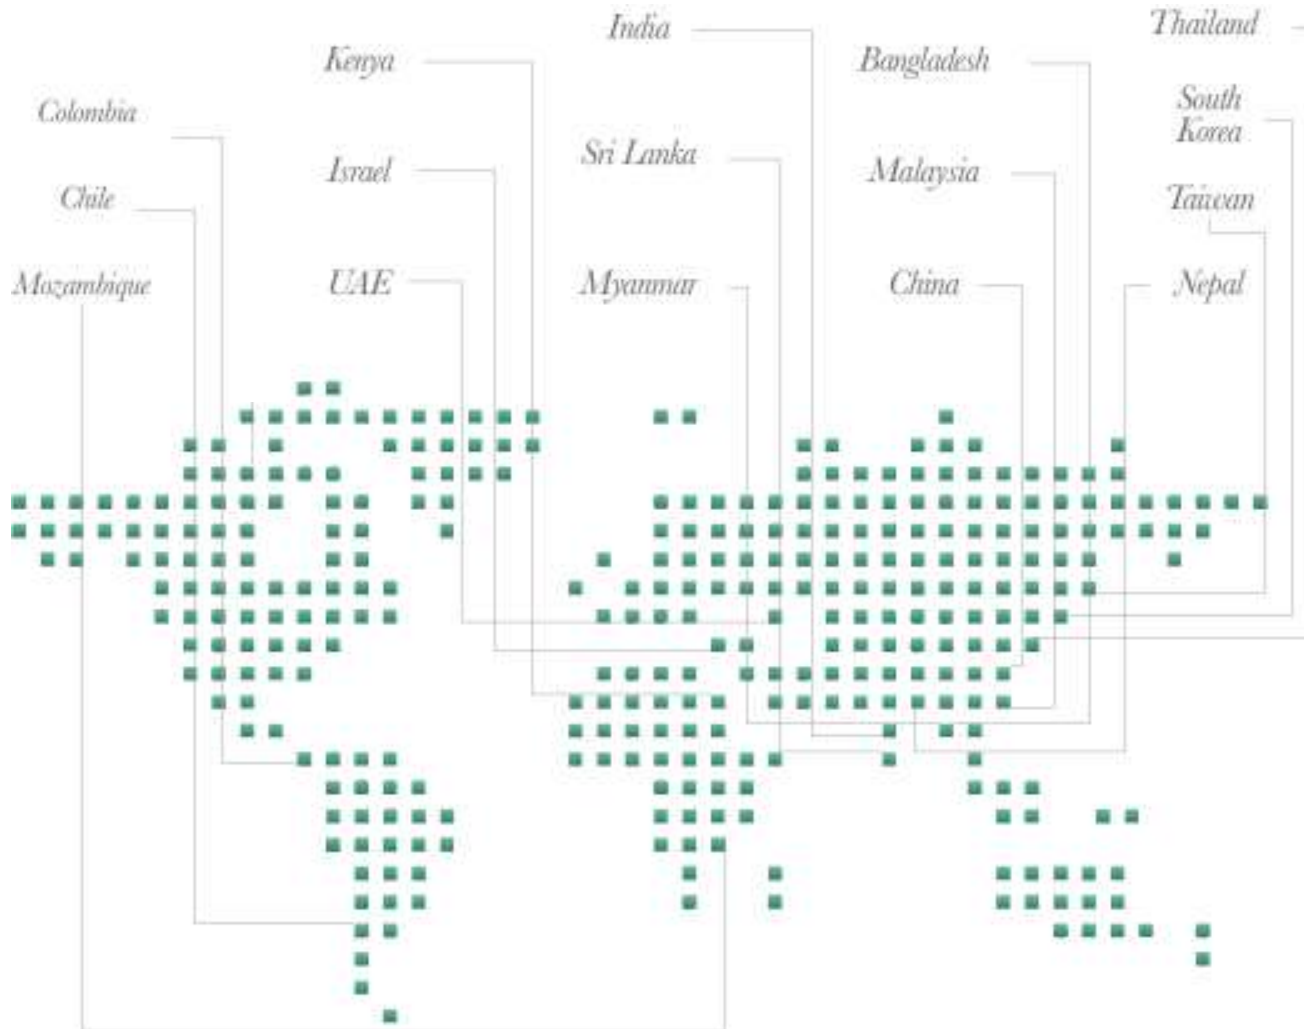 Colombia
Chile
Mozambique
Kenya
Israel
UAE
India
Sri Lanka
Myanmar
Bangladesh
Malaysia
China
Thailand
South
Korea
Taiwan
Nepal